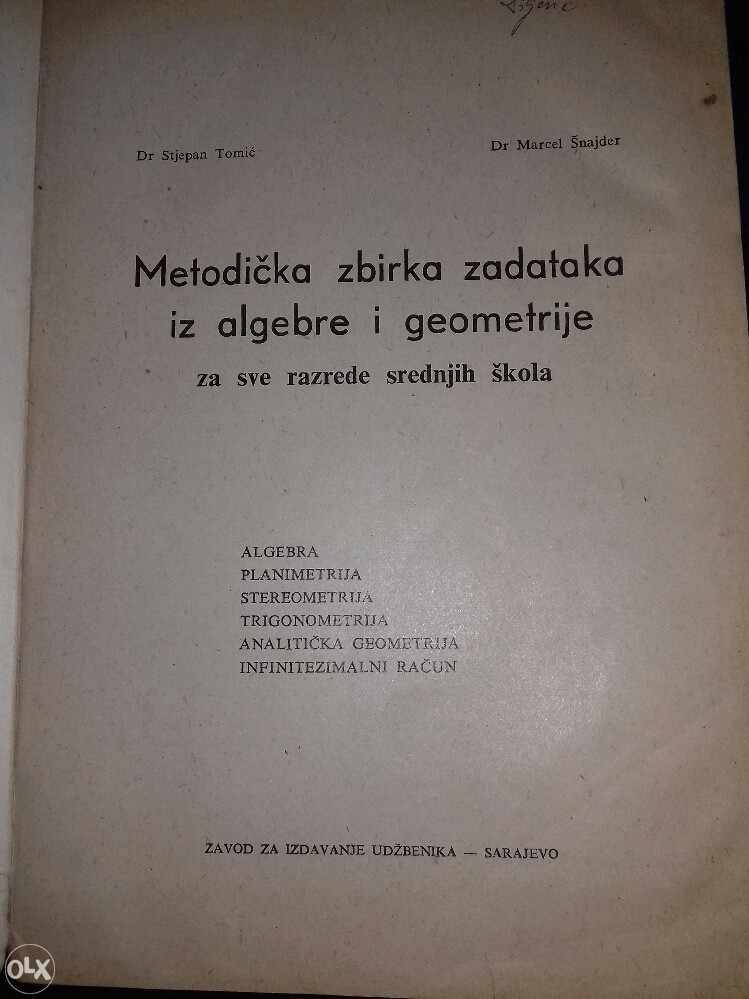 Dr Stjepan Tomić
Dr Marcel Šnajder
Metodička zbirka zadataka
iz algebre i geometrije
za sve razrede srednjih škola
ALGEBRA
PLANIMETRIJA
STEREOMETRIJA
TRIGONOMETRIJA
ANALITIČKA GEOMETRIJA
INFINITEZIMALNI RAČUN
ZAVOD ZA IZDAVANJE UDŽBENIKA — SARAJEVO
OLX